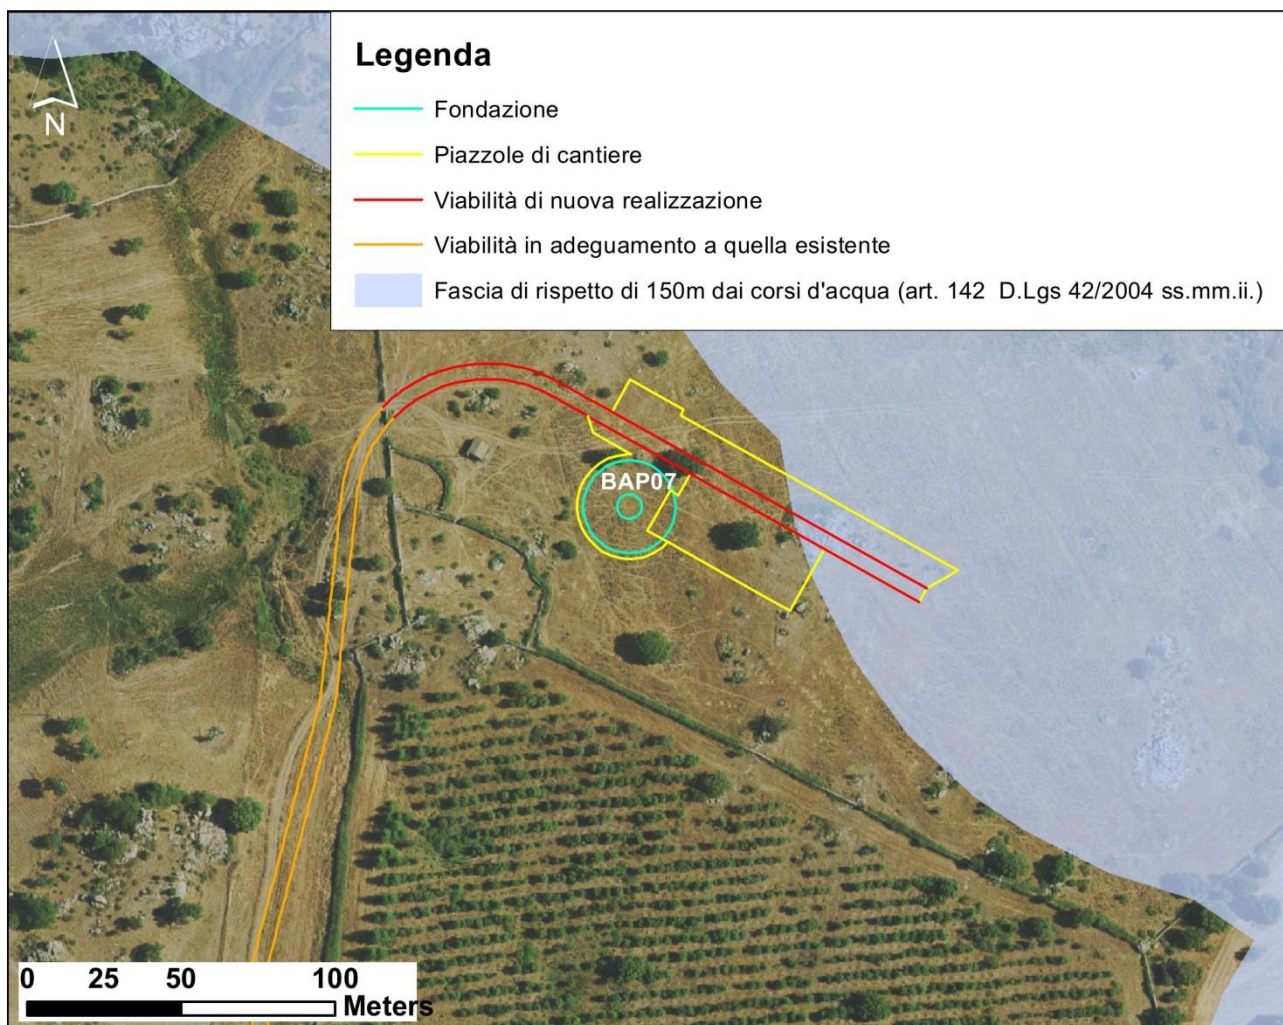 N
Legenda
Fondazione
Piazzole di cantiere
Viabilità di nuova realizzazione
Viabilità in adeguamento a quella esistente
Fascia di rispetto di 150m dai corsi d'acqua (art. 142  D.Lgs 42/2004 ss.mm.ii.)
BAP07
0 25 50 100
Meters